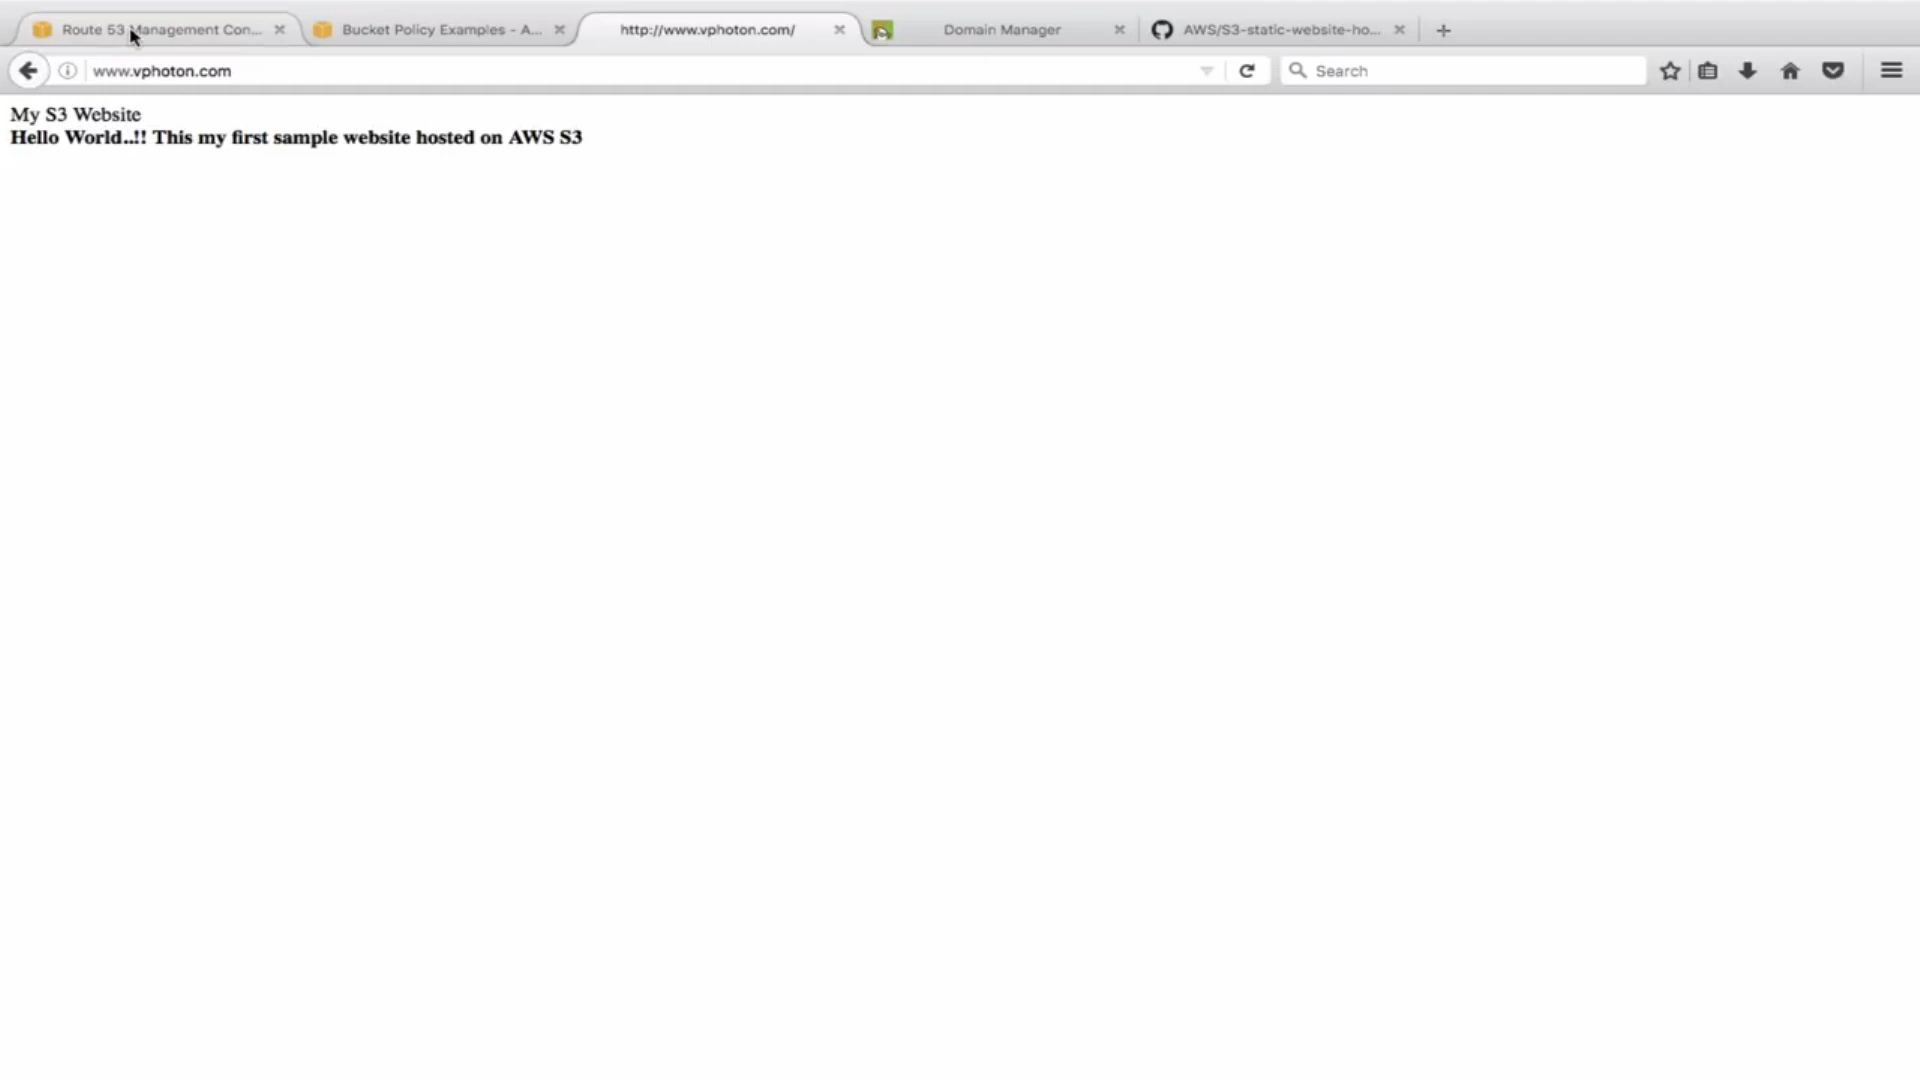 Route 53 Management Con...
Bucket Policy Examples - A...
http://www.vphoton.com/
Domain Manager
AWS/S3-static-website-ho...
www.vphoton.com
Search
My S3 Website
Hello World..!! This my first sample website hosted on AWS S3